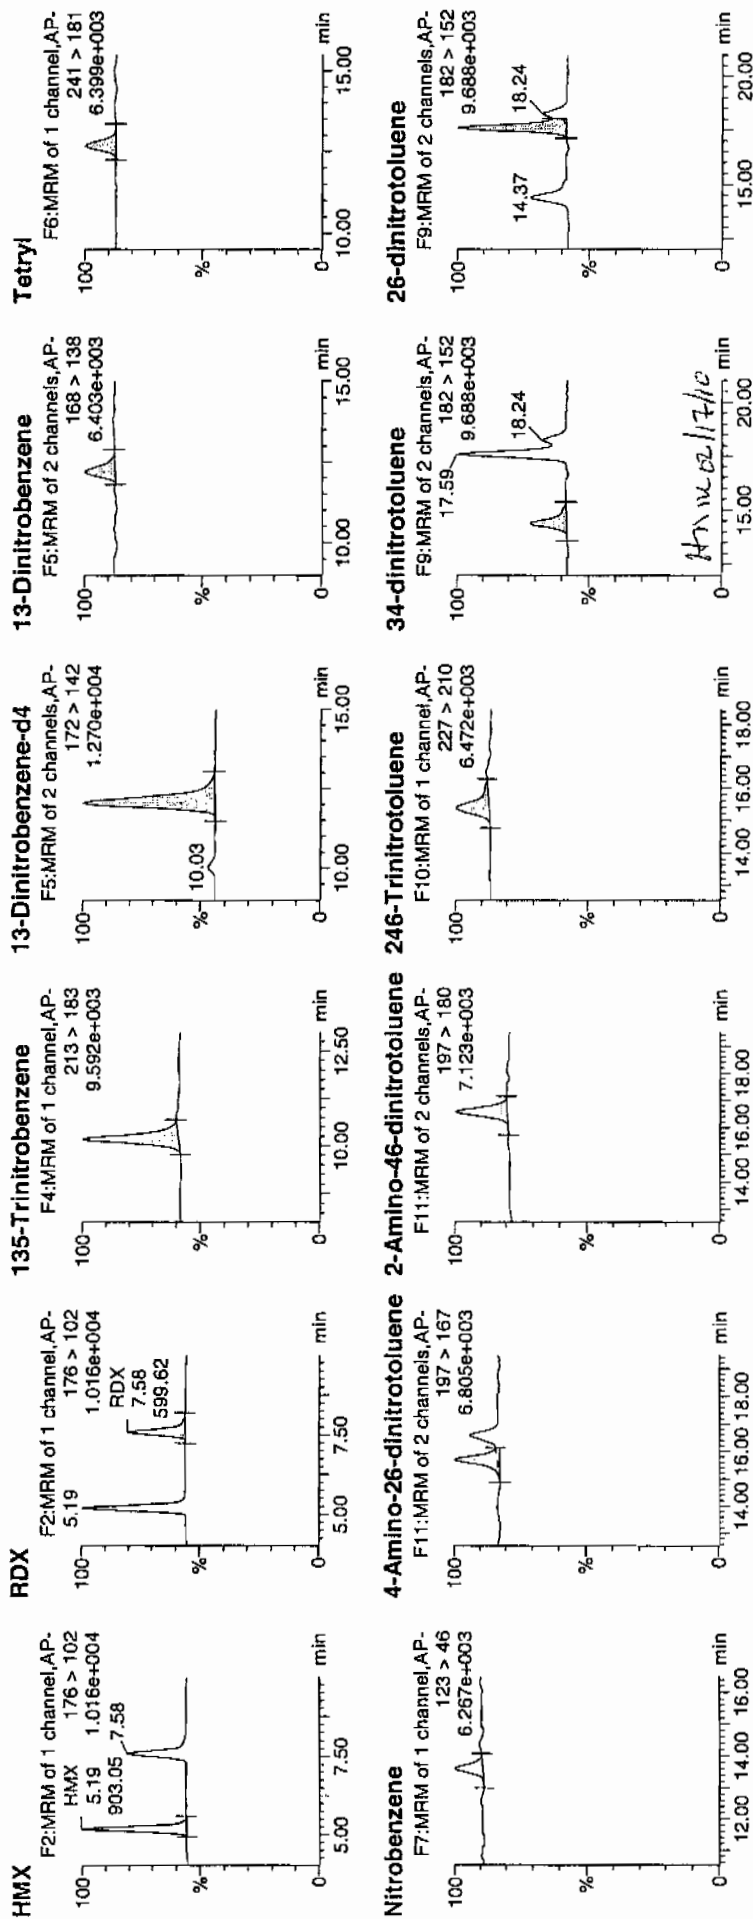 HMX
F2:MRM of 1 channel,AP-
176 > 102
1.016e+004
HMX
5.19
903.05
7.58
100
%
0
5.00
7.50
min
RDX
F2:MRM of 1 channel,AP-
176 > 102
1.016e+004
5.19
RDX
7.58
599.62
100
%
0
5.00
7.50
min
135-Trinitrobenzene
F4:MRM of 1 channel,AP-
213 > 183
9.592e+003
100
%
0
10.00
12.50
min
13-Dinitrobenzene-d4
F5:MRM of 2 channels,AP-
172 > 142
1.270e+004
10.03
100
%
0
10.00
15.00
min
13-Dinitrobenzene
F5:MRM of 2 channels,AP-
168 > 138
6.403e+003
100
%
0
10.00
15.00
min
Tetryl
F6:MRM of 1 channel,AP-
241 > 181
6.399e+003
100
%
0
10.00
15.00
min
Nitrobenzene
F7:MRM of 1 channel,AP-
123 > 46
6.267e+003
100
%
0
12.00
14.00
16.00
min
4-Amino-26-dinitrotoluene
F11:MRM of 2 channels,AP-
197 > 167
6.805e+003
100
%
0
14.00
16.00
18.00
min
2-Amino-46-dinitrotoluene
F11:MRM of 2 channels,AP-
197 > 180
7.123e+003
100
%
0
14.00
16.00
18.00
min
246-Trinitrotoluene
F10:MRM of 1 channel,AP-
227 > 210
6.472e+003
100
%
0
14.00
16.00
18.00
min
34-dinitrotoluene
F9:MRM of 2 channels,AP-
182 > 152
9.688e+003
17.59
18.24
100
%
0
15.00
20.00
min
02/17/10
26-dinitrotoluene
F9:MRM of 2 channels,AP-
182 > 152
9.688e+003
14.37
18.24
100
%
0
15.00
20.00
min